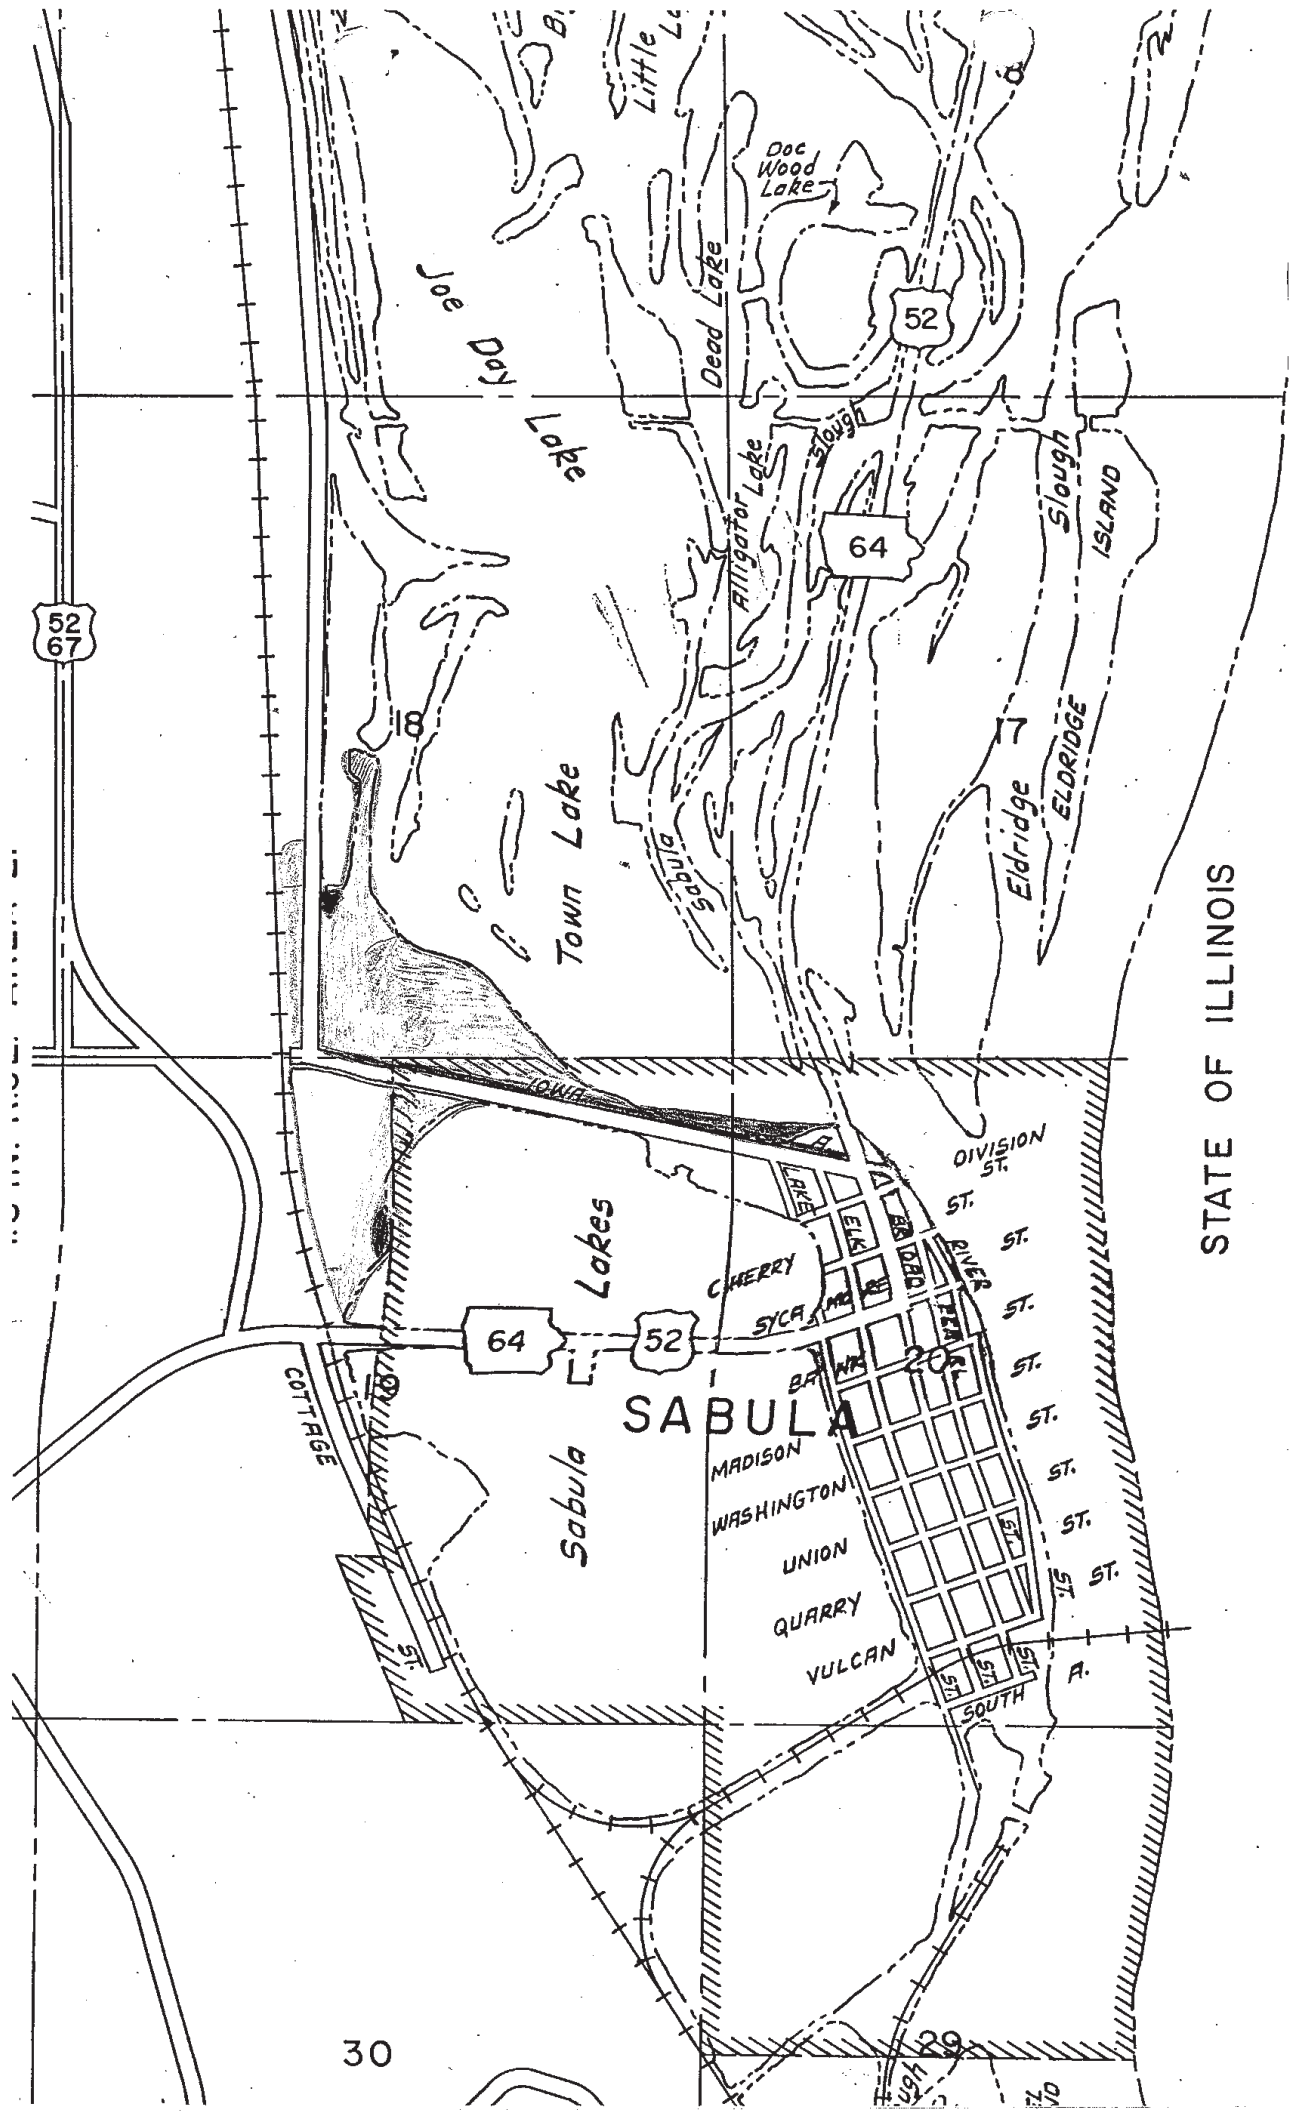 Little
Doc
Wood
Lake
Joe Day Lake
Dead Lake
52
Slough
Alligator Lake
64
Slough
ISLAND
52
67
18
17
ELDRIDGE
Eldridge
Town Lake
Sabula
STATE OF ILLINOIS
IOWA
A.
DIVISION
ST.
LAKE
ELK
BROAD
ST.
RIVER
ST.
CHERRY
Lakes
SYCAMORE
PEARL
ST.
64
52
BANK
20
ST.
19
COTTAGE
SABULA
ST.
MADISON
Sabula
WASHINGTON
ST.
ST.
UNION
ST.
ST.
ST.
QUARRY
VULCAN
ST.
ST.
ST.
ST.
A.
SOUTH
30
29